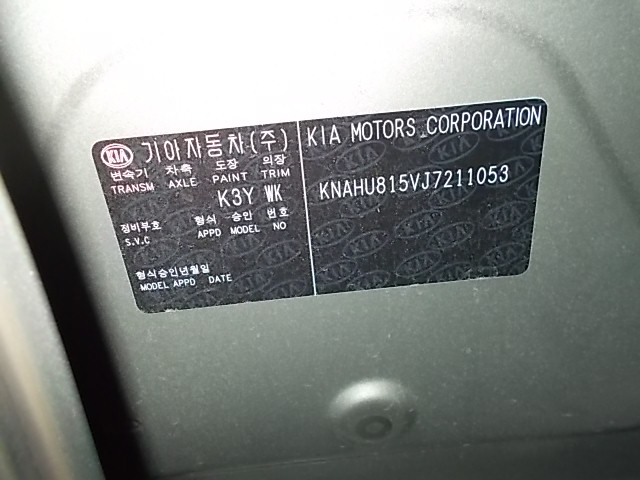 KIA 기아자동차(주)
변속기 차축 도장 의장
TRANSM AXLE PAINT TRIM
K3Y WK
정비부호 형식 승인 번호
S.V.C APPD MODEL NO
형식승인년월일
MODEL APPD DATE
KIA MOTORS CORPORATION
KNAHU815VJ7211053